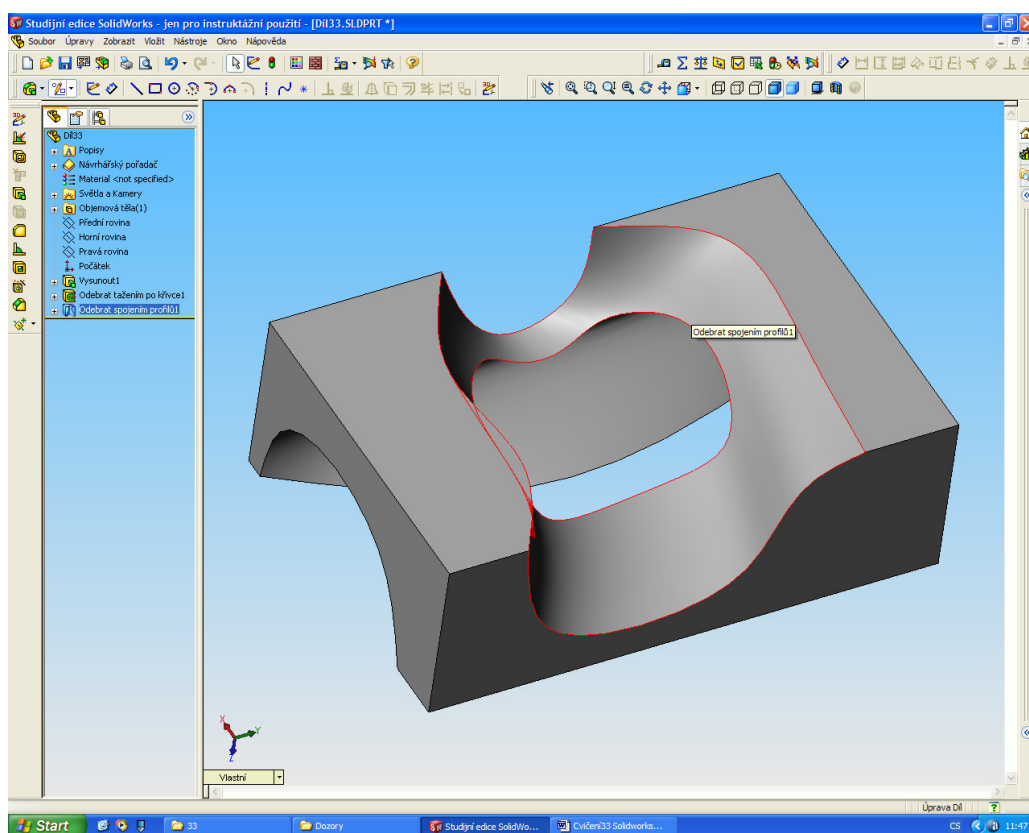 Studijní edice SolidWorks - jen pro instruktážní použití - [Díl33.SLDPRT *]
Soubor Úpravy Zobrazit Vložit Nástroje Okno Nápověda
Díl33
Popisy
Návrhářský pořadač
Material <not specified>
Světla a Kamery
Objemová těla(1)
Přední rovina
Horní rovina
Pravá rovina
Počátek
Vysunout1
Odebrat tažením po křivce1
Odebrat spojením profilů1
Odebrat spojením profilů1
X
Y
Z
Vlastní
Úprava Díl
Start
33
Dozory
Studijní edice SolidWo...
Cvičení33 Solidworks...
CS
11:47